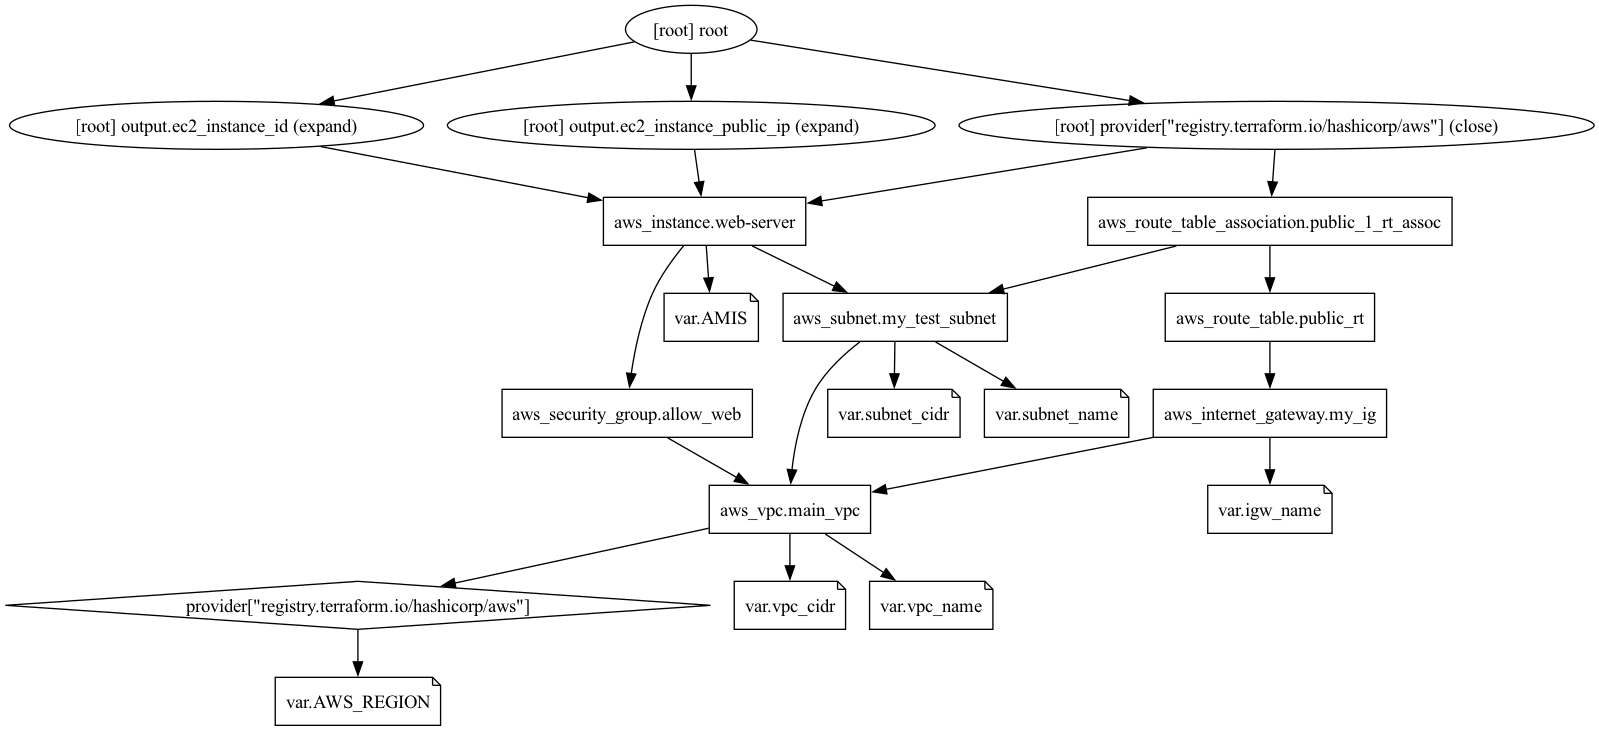 [root] root
[root] output.ec2_instance_id (expand)
[root] output.ec2_instance_public_ip (expand)
[root] provider["registry.terraform.io/hashicorp/aws"] (close)
aws_instance.web-server
aws_route_table_association.public_1_rt_assoc
var.AMIS
aws_subnet.my_test_subnet
aws_route_table.public_rt
aws_security_group.allow_web
var.subnet_cidr
var.subnet_name
aws_internet_gateway.my_ig
aws_vpc.main_vpc
var.igw_name
provider["registry.terraform.io/hashicorp/aws"]
var.vpc_cidr
var.vpc_name
var.AWS_REGION